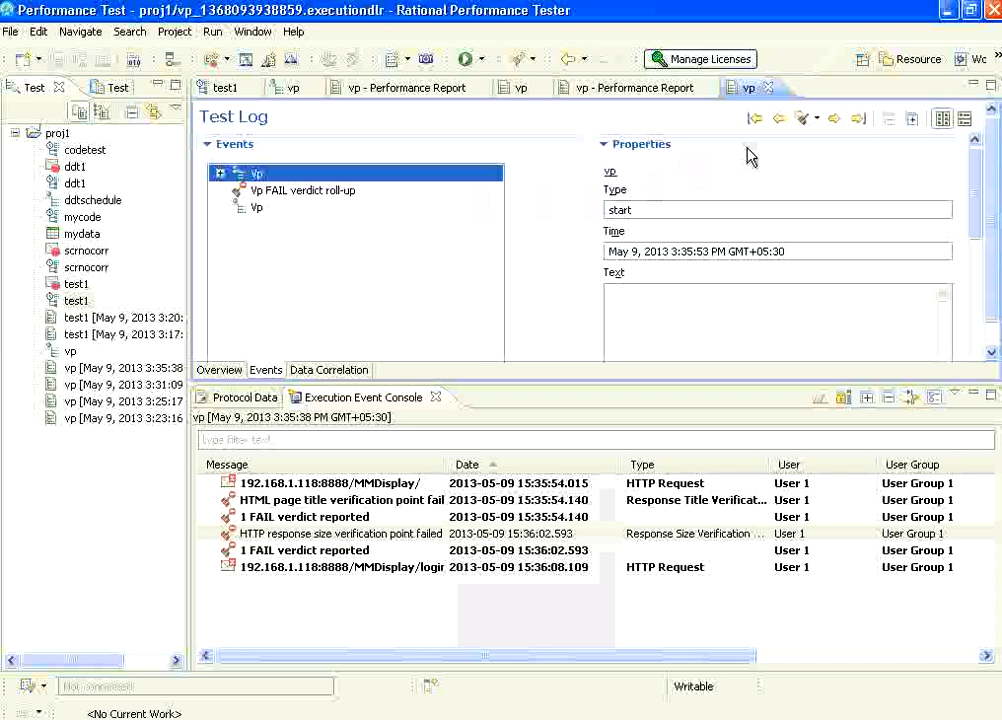 Performance Test - proj1/vp_1368093938859.executiondlr - Rational Performance Tester
File Edit Navigate Search Project Run Window Help
Manage Licenses Resource Wc
Test Test
proj1
codetest
ddt1
ddt1
ddtschedule
mycode
mydata
scrnocorr
scrnocorr
test1
test1
test1 [May 9, 2013 3:20:
test1 [May 9, 2013 3:17:
vp
vp [May 9, 2013 3:35:38
vp [May 9, 2013 3:31:09
vp [May 9, 2013 3:25:17
vp [May 9, 2013 3:23:16
test1 vp vp - Performance Report vp vp - Performance Report vp
Test Log
Events
Vp
Vp FAIL verdict roll-up
Vp
Properties
vp
Type
start
Time
May 9, 2013 3:35:53 PM GMT+05:30
Text
Overview Events Data Correlation
Protocol Data Execution Event Console
vp [May 9, 2013 3:35:38 PM GMT+05:30]
type filter text
Message Date Type User User Group
192.168.1.118:8888/MMDisplay/ 2013-05-09 15:35:54.015 HTTP Request User 1 User Group 1
HTML page title verification point fail 2013-05-09 15:35:54.140 Response Title Verificat... User 1 User Group 1
1 FAIL verdict reported 2013-05-09 15:35:54.140 User 1 User Group 1
HTTP response size verification point failed 2013-05-09 15:36:02.593 Response Size Verification ... User 1 User Group 1
1 FAIL verdict reported 2013-05-09 15:36:02.593 User 1 User Group 1
192.168.1.118:8888/MMDisplay/login 2013-05-09 15:36:08.109 HTTP Request User 1 User Group 1
Not connected Writable
<No Current Work>